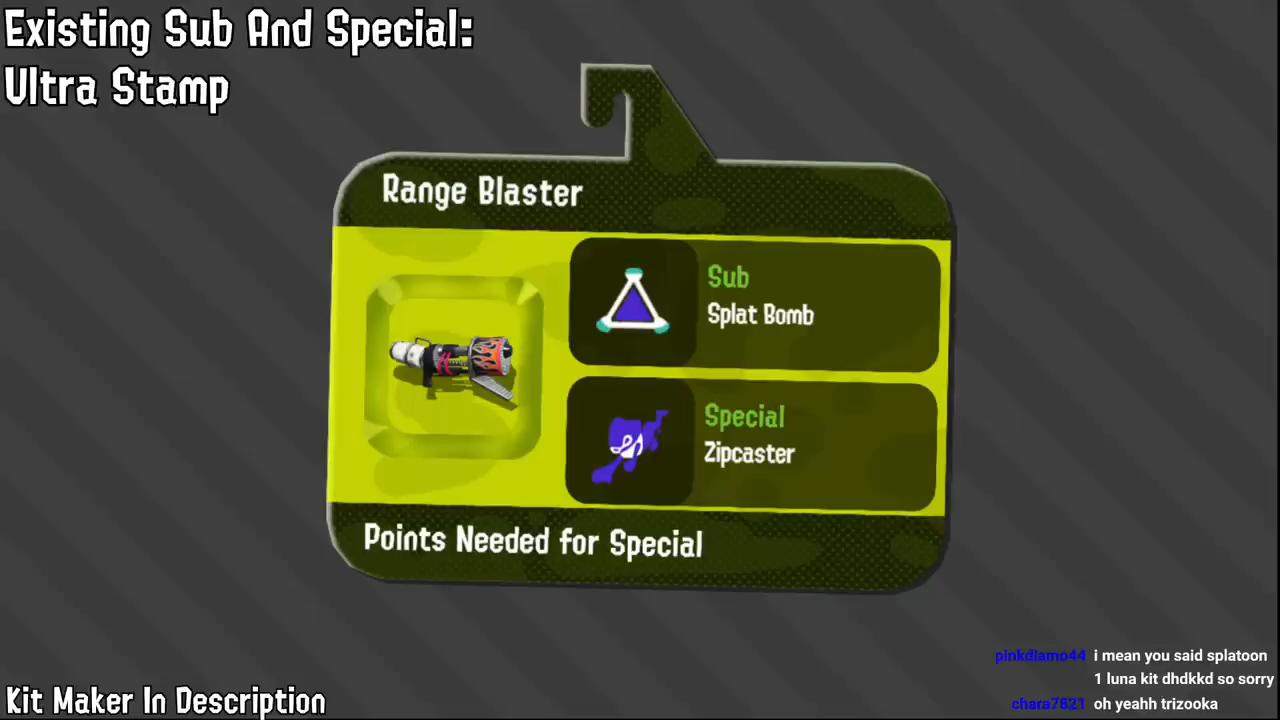 Existing Sub And Special:
Ultra Stamp
Range Blaster
Sub
Splat Bomb
Special
Zipcaster
Points Needed for Special
pinkdlamo44 i mean you said splatoon
1 luna kit dhdkkd so sorry
chara7821 oh yeahh trizooka
Kit Maker In Description